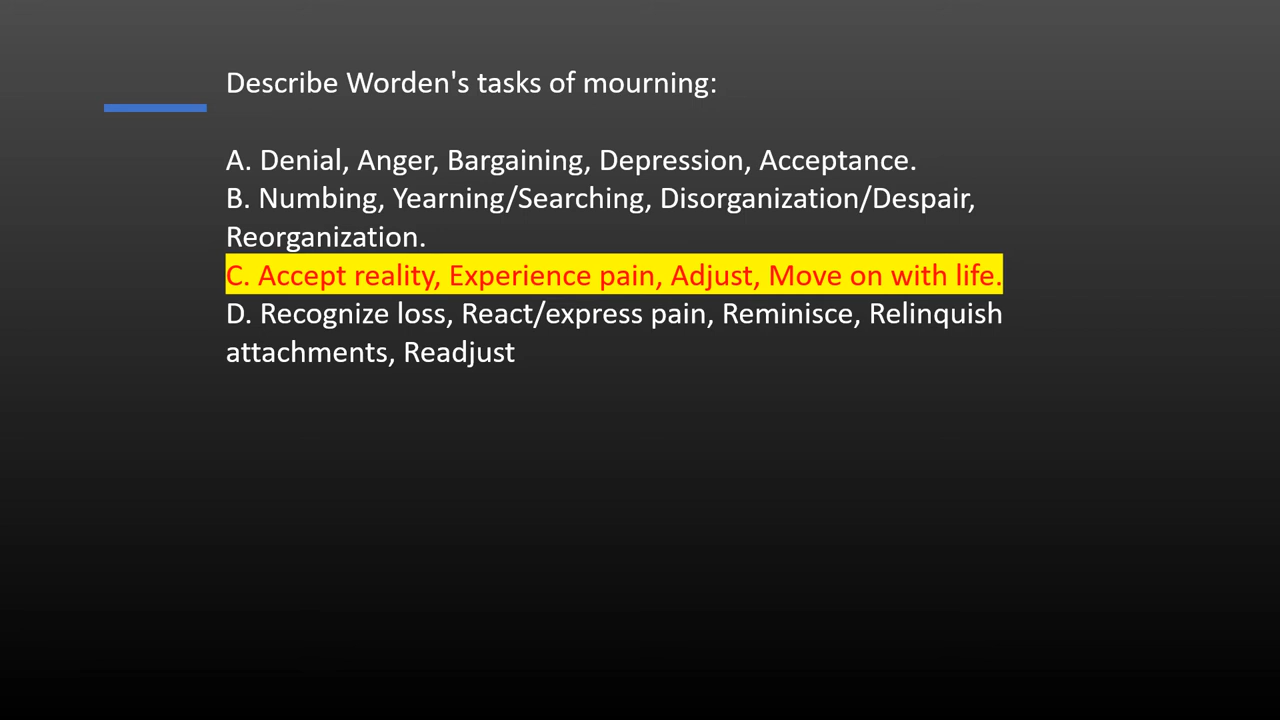 Describe Worden's tasks of mourning:
A. Denial, Anger, Bargaining, Depression, Acceptance.
B. Numbing, Yearning/Searching, Disorganization/Despair,
Reorganization.
C. Accept reality, Experience pain, Adjust, Move on with life.
D. Recognize loss, React/express pain, Reminisce, Relinquish
attachments, Readjust